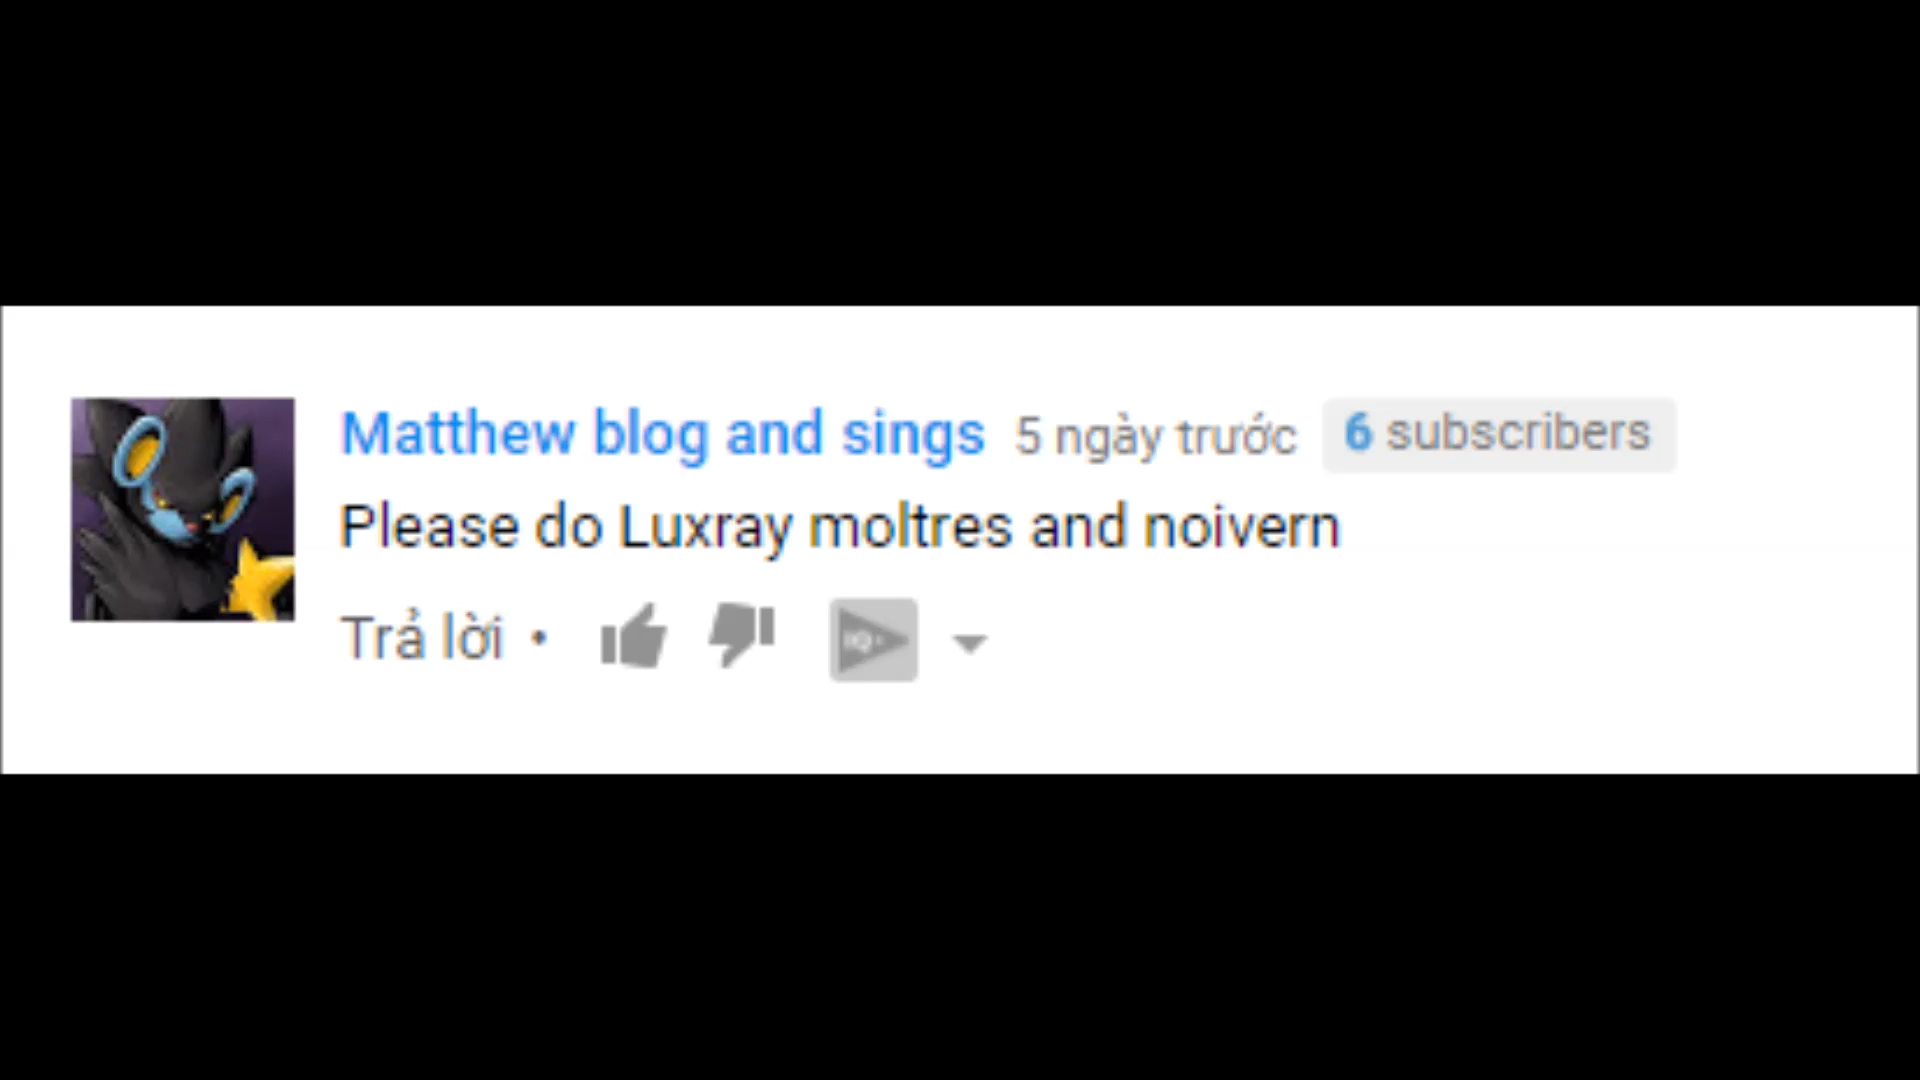 Matthew blog and sings 5 ngày trước 6 subscribers
Please do Luxray moltres and noivern
Trả lời •